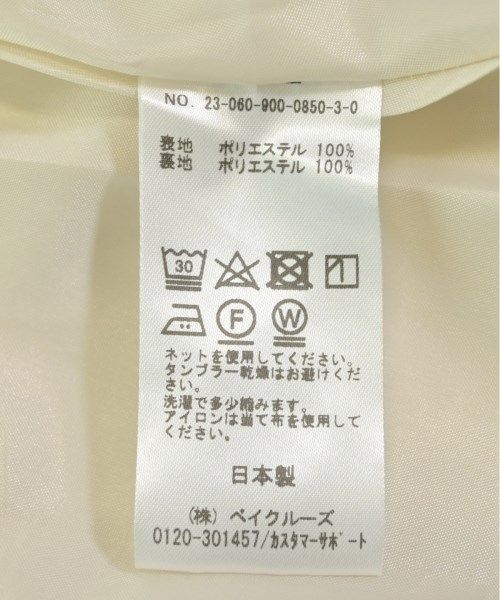 NO. 23-060-900-0850-3-0
表地 ポリエステル 100%
裏地 ポリエステル 100%
30
F W
ネットを使用してください。
タンブラー乾燥はお避けくだ
さい。
洗濯で多少縮みます。
アイロンは当て布を使用して
ください。
日本製
(株) ベイクルーズ
0120-301457/カスタマーサポート